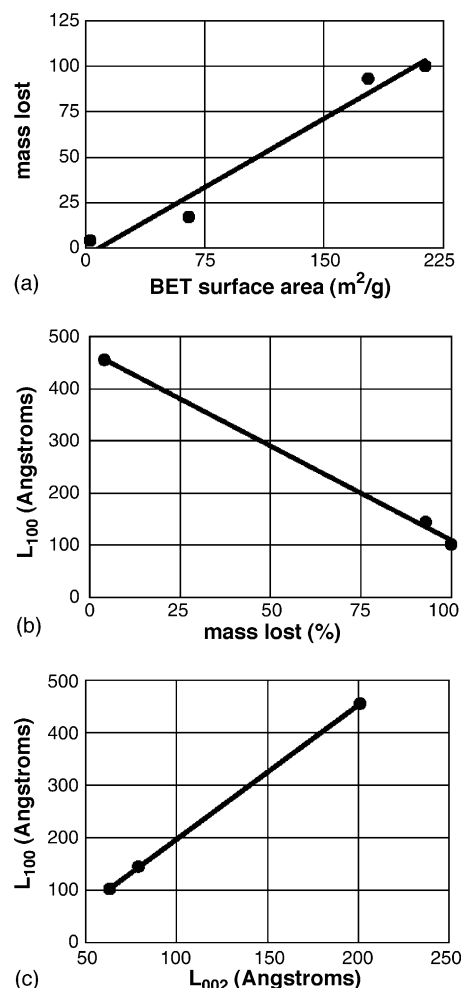 125
100
75
50
25
0
mass lost
0 75 150 225
BET surface area (m²/g)
(a)
500
400
300
200
100
0
L₁₀₀ (Angstroms)
0 25 50 75 100
mass lost (%)
(b)
500
400
300
200
100
0
L₁₀₀ (Angstroms)
50 100 150 200 250
L₀₀₂ (Angstroms)
(c)